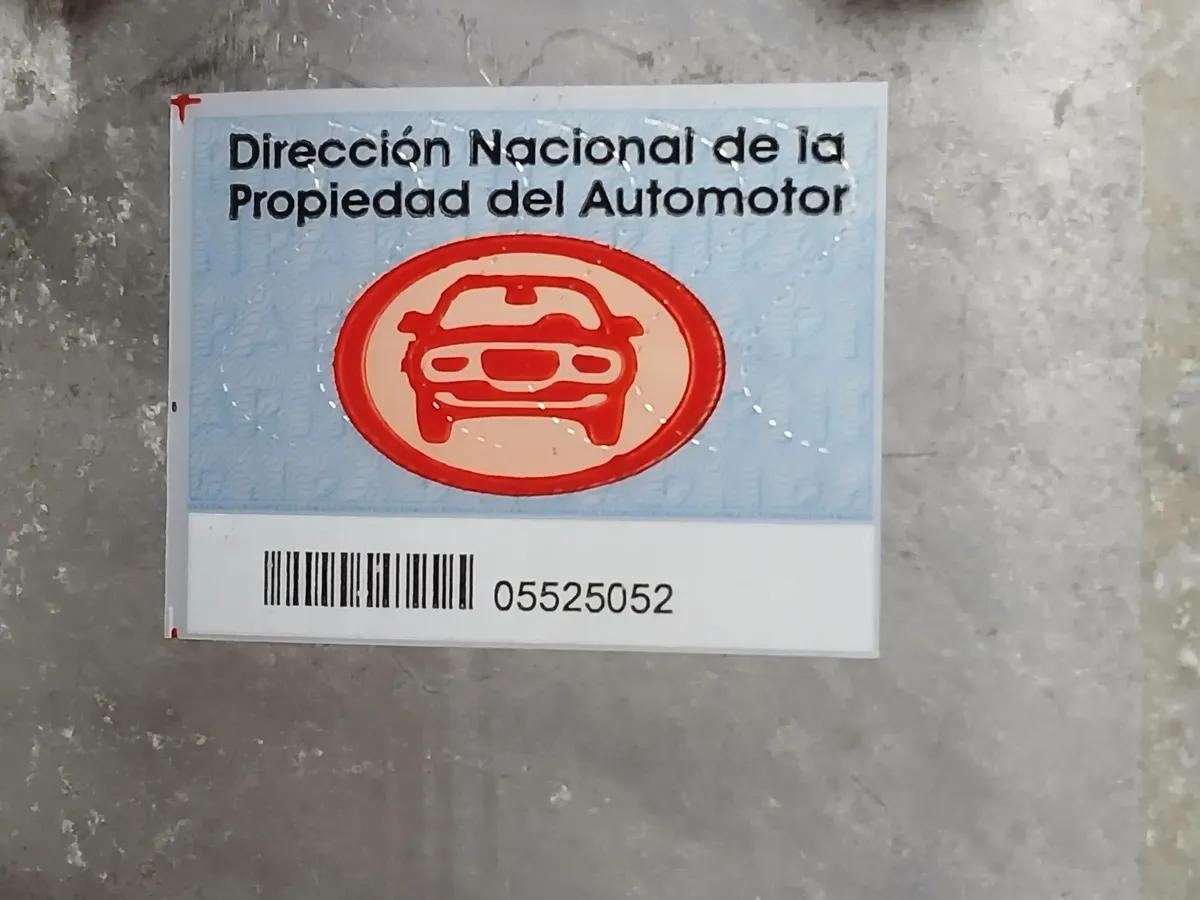 Dirección Nacional de la
Propiedad del Automotor
05525052